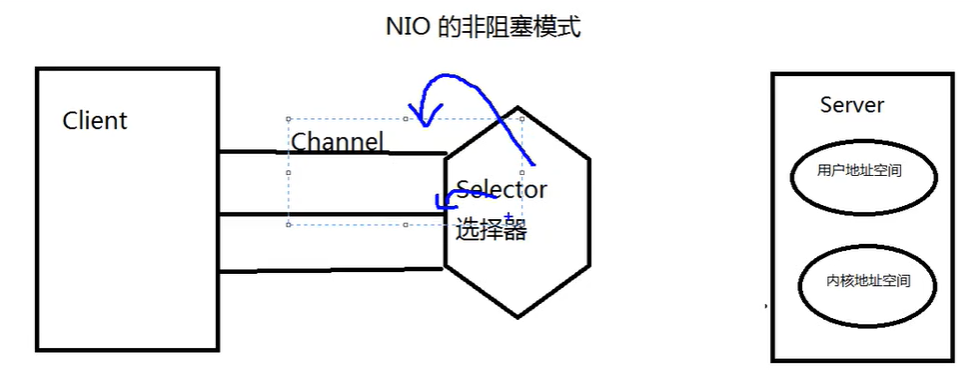 NIO 的非阻塞模式
Client
Channel
Selector
选择器
Server
用户地址空间
内核地址空间